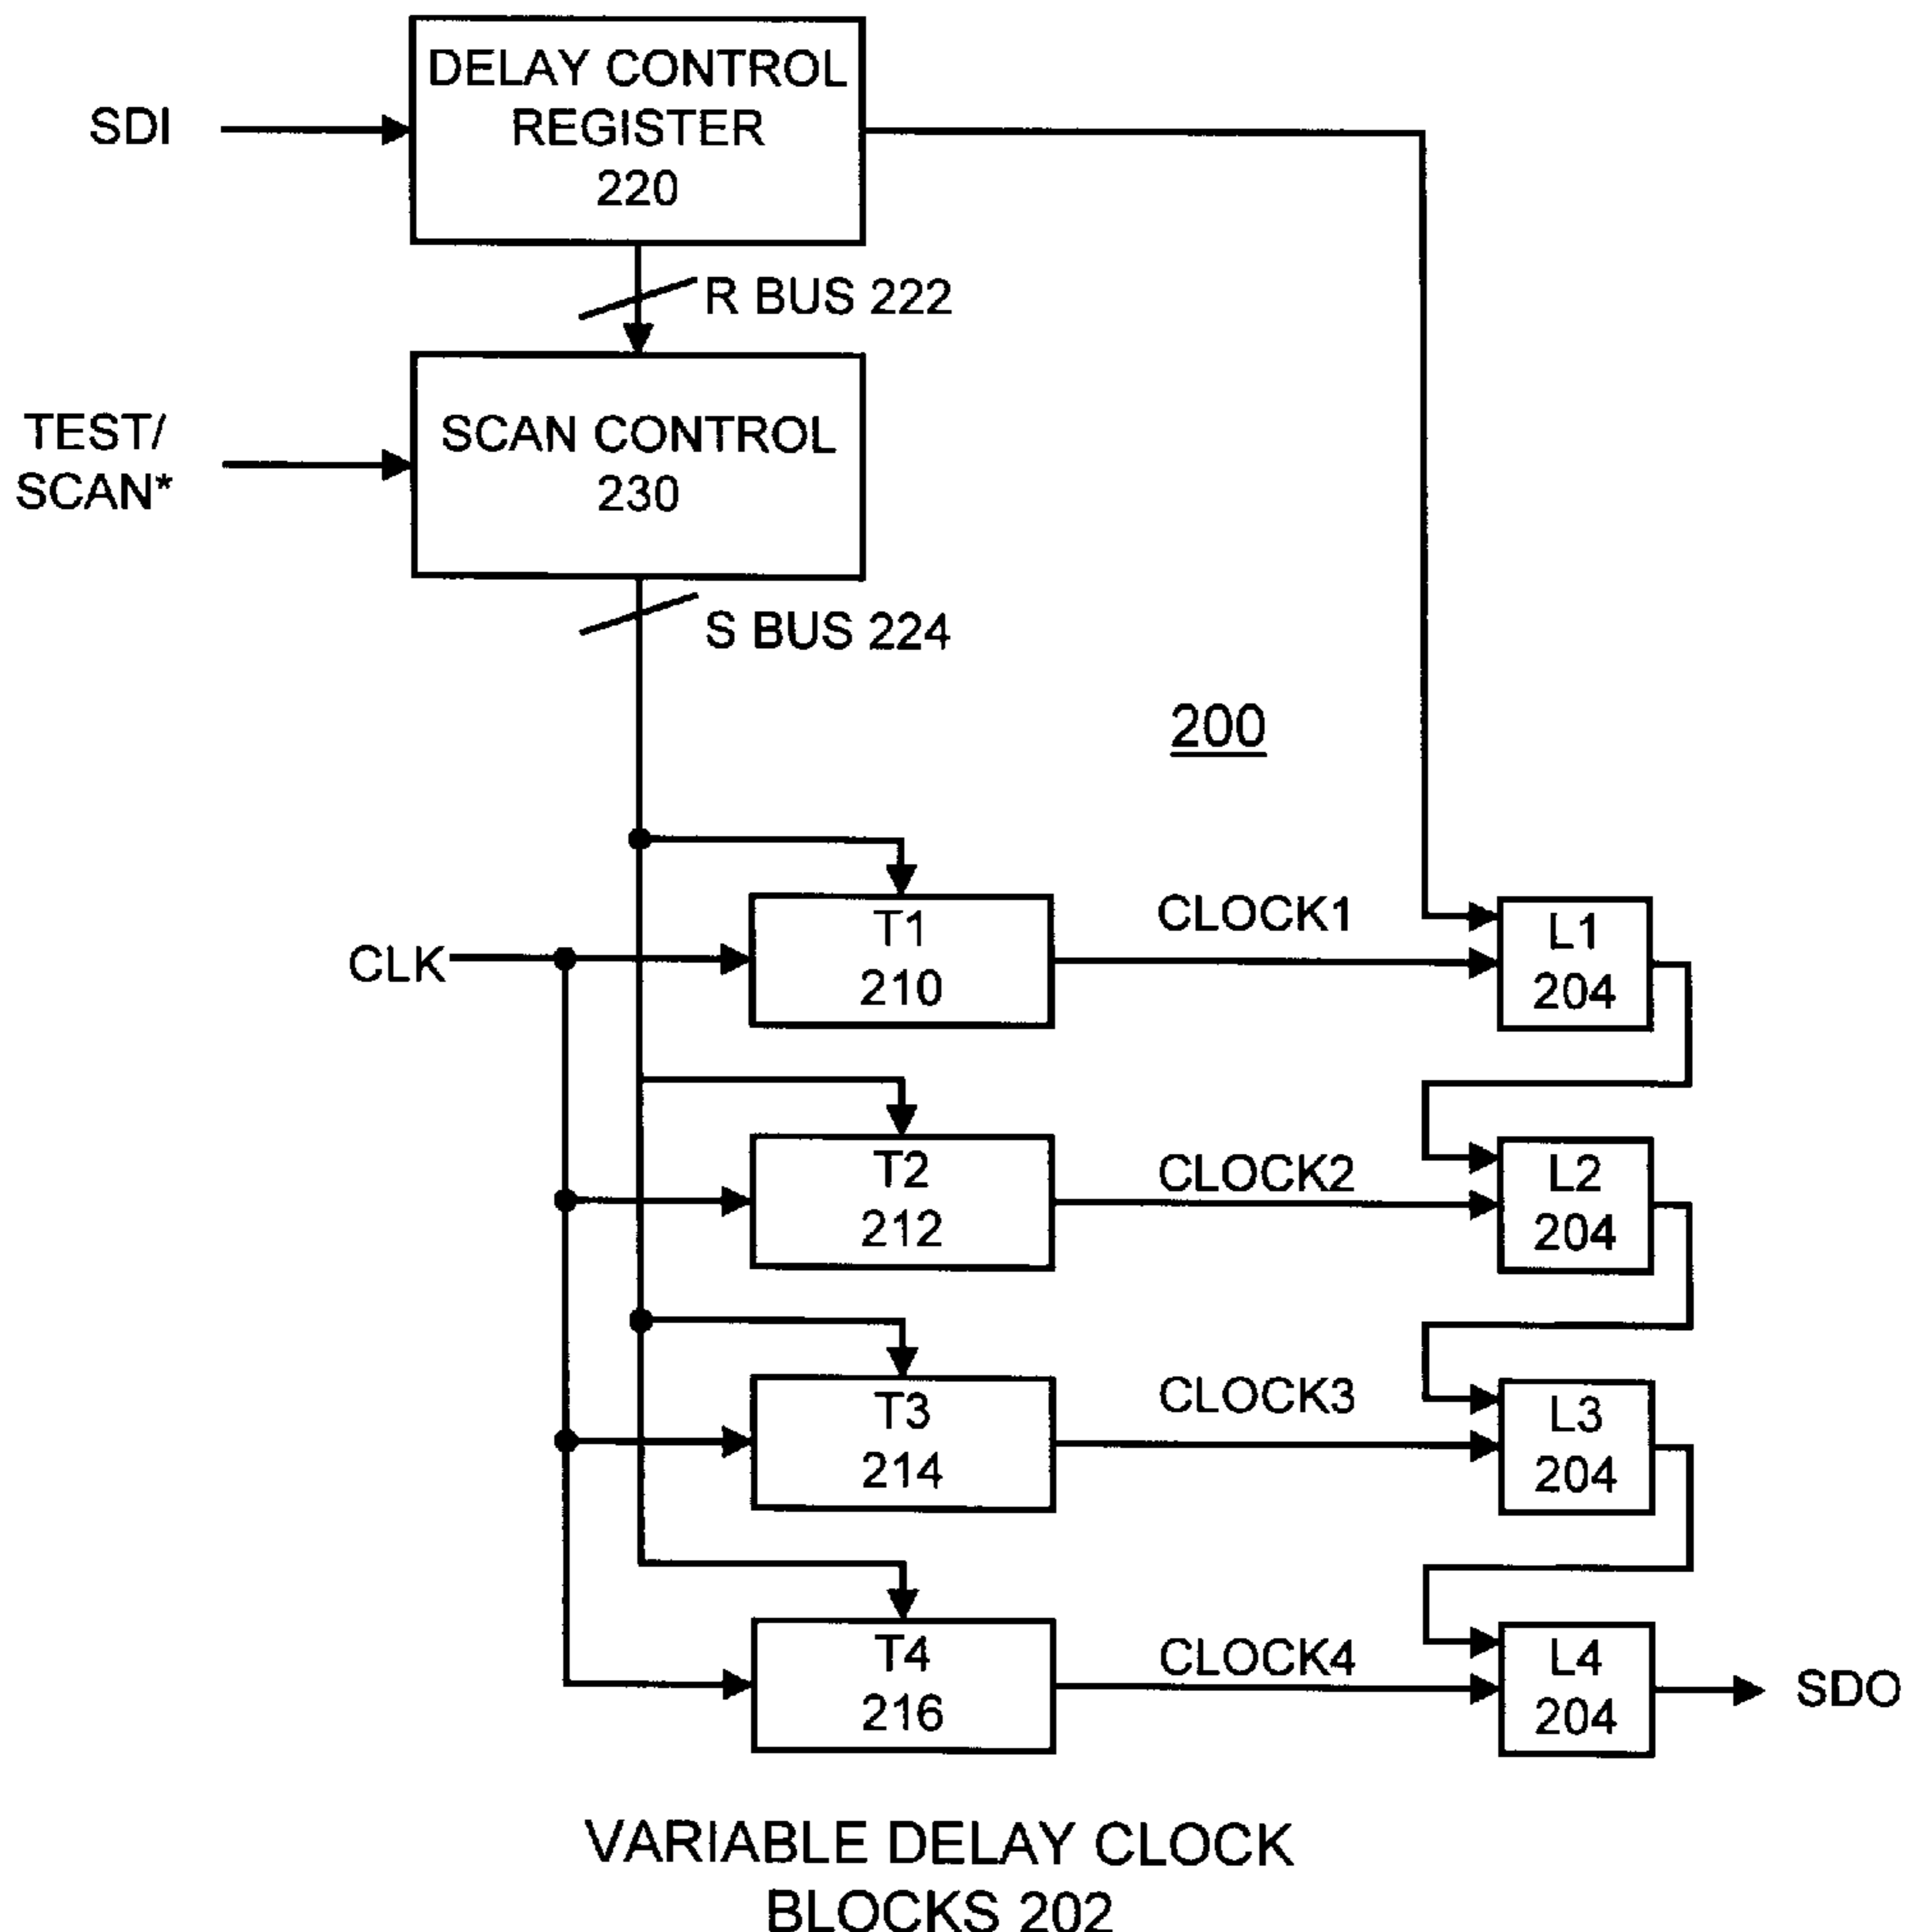 DELAY CONTROL
REGISTER
220
SDI
R BUS 222
TEST/
SCAN*
SCAN CONTROL
230
S BUS 224
200
CLK
T1
210
CLOCK1
L1
204
T2
212
CLOCK2
L2
204
T3
214
CLOCK3
L3
204
T4
216
CLOCK4
L4
204
SDO
VARIABLE DELAY CLOCK
BLOCKS 202